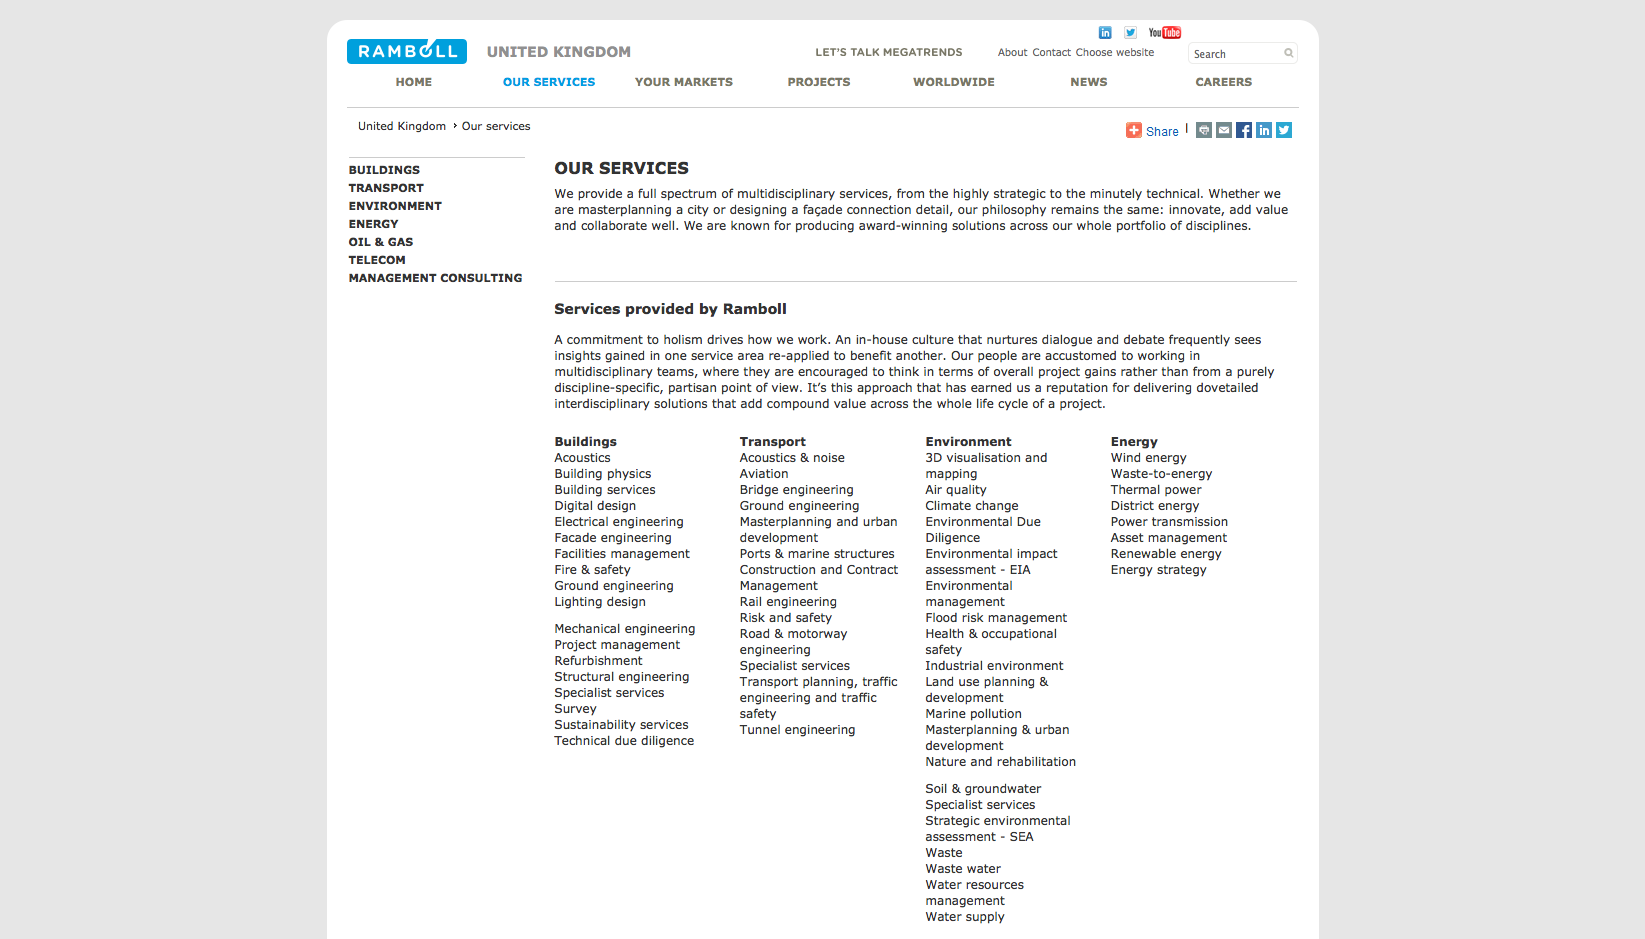 RAMBOLL
UNITED KINGDOM
YouTube
LET'S TALK MEGATRENDS
About Contact Choose website
Search
HOME
OUR SERVICES
YOUR MARKETS
PROJECTS
WORLDWIDE
NEWS
CAREERS
United Kingdom › Our services
Share
BUILDINGS
TRANSPORT
ENVIRONMENT
ENERGY
OIL & GAS
TELECOM
MANAGEMENT CONSULTING
OUR SERVICES
We provide a full spectrum of multidisciplinary services, from the highly strategic to the minutely technical. Whether we
are masterplanning a city or designing a façade connection detail, our philosophy remains the same: innovate, add value
and collaborate well. We are known for producing award-winning solutions across our whole portfolio of disciplines.
Services provided by Ramboll
A commitment to holism drives how we work. An in-house culture that nurtures dialogue and debate frequently sees
insights gained in one service area re-applied to benefit another. Our people are accustomed to working in
multidisciplinary teams, where they are encouraged to think in terms of overall project gains rather than from a purely
discipline-specific, partisan point of view. It's this approach that has earned us a reputation for delivering dovetailed
interdisciplinary solutions that add compound value across the whole life cycle of a project.
Buildings
Acoustics
Building physics
Building services
Digital design
Electrical engineering
Facade engineering
Facilities management
Fire & safety
Ground engineering
Lighting design
Mechanical engineering
Project management
Refurbishment
Structural engineering
Specialist services
Survey
Sustainability services
Technical due diligence
Transport
Acoustics & noise
Aviation
Bridge engineering
Ground engineering
Masterplanning and urban
development
Ports & marine structures
Construction and Contract
Management
Rail engineering
Risk and safety
Road & motorway
engineering
Specialist services
Transport planning, traffic
engineering and traffic
safety
Tunnel engineering
Environment
3D visualisation and
mapping
Air quality
Climate change
Environmental Due
Diligence
Environmental impact
assessment - EIA
Environmental
management
Flood risk management
Health & occupational
safety
Industrial environment
Land use planning &
development
Marine pollution
Masterplanning & urban
development
Nature and rehabilitation
Soil & groundwater
Specialist services
Strategic environmental
assessment - SEA
Waste
Waste water
Water resources
management
Water supply
Energy
Wind energy
Waste-to-energy
Thermal power
District energy
Power transmission
Asset management
Renewable energy
Energy strategy